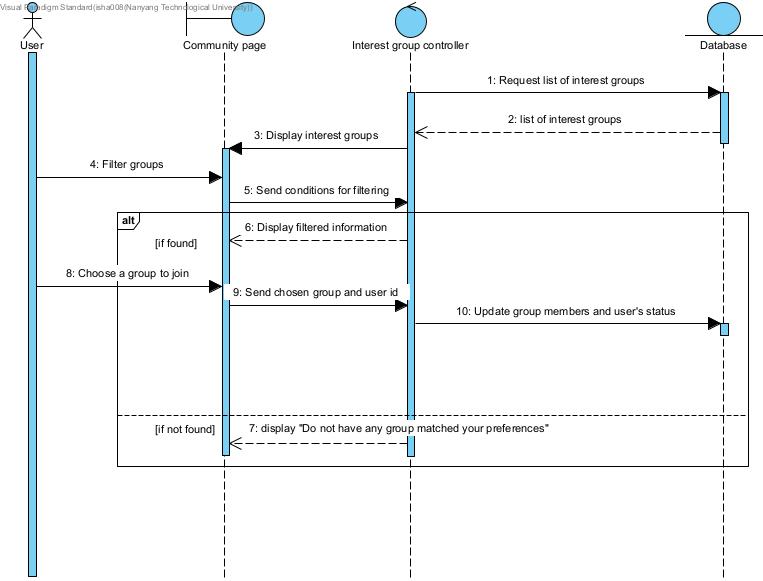 Visual Paradigm Standard(isha008(Nanyang Technological University))
User
Community page
Interest group controller
Database
1: Request list of interest groups
2: list of interest groups
3: Display interest groups
4: Filter groups
5: Send conditions for filtering
alt
6: Display filtered information
[if found]
8: Choose a group to join
9: Send chosen group and user id
10: Update group members and user's status
[if not found]
7: display "Do not have any group matched your preferences"